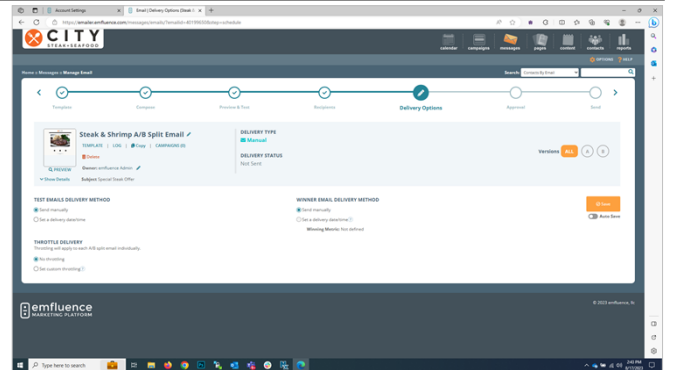 Account Settings
Email | Delivery Options (Steak &
https://emailer.emfluence.com/messages/emails/?emailid=40199650&step=schedule
CITY
STEAK+SEAFOOD
calendar
campaigns
messages
pages
content
contacts
reports
OPTIONS
? HELP
Home » Messages » Manage Email
Search:
Contacts By Email
Template
Compose
Preview & Test
Recipients
Delivery Options
Approval
Send
Steak & Shrimp A/B Split Email
TEMPLATE | LOG | Copy | CAMPAIGNS (0)
Delete
PREVIEW
Owner: emfluence Admin
Show Details
Subject: Special Steak Offer
DELIVERY TYPE
Manual
DELIVERY STATUS
Not Sent
Versions
ALL
A
B
TEST EMAILS DELIVERY METHOD
Send manually
Set a delivery date/time
WINNER EMAIL DELIVERY METHOD
Send manually
Set a delivery date/time
Winning Metric: Not defined
Save
Auto Save
THROTTLE DELIVERY
Throttling will apply to each A/B split email individually.
No throttling
Set custom throttling
emfluence
MARKETING PLATFORM
© 2023 emfluence, llc
Type here to search
2:45 PM